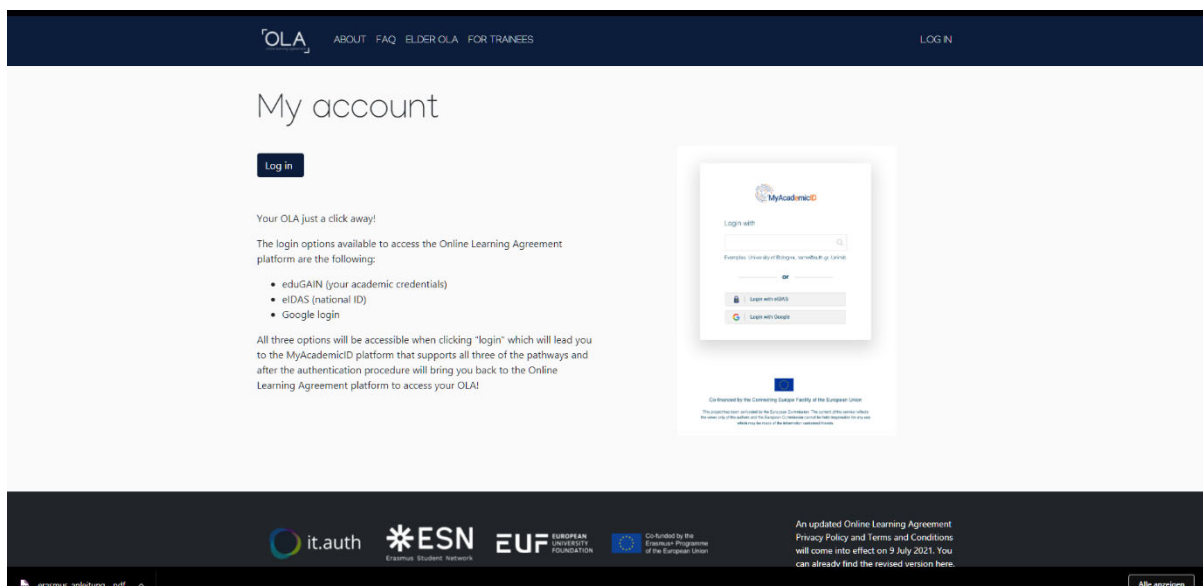 OLA
ABOUT FAQ ELDER OLA FOR TRAINEES
LOG IN
My account
Log in
Your OLA just a click away!
The login options available to access the Online Learning Agreement
platform are the following:
• eduGAIN (your academic credentials)
• eIDAS (national ID)
• Google login
All three options will be accessible when clicking "login" which will lead you
to the MyAcademicID platform that supports all three of the pathways and
after the authentication procedure will bring you back to the Online
Learning Agreement platform to access your OLA!
MyAcademicID
Login with
Examples: University of Bologna,
or
Login with eIDAS
Login with Google
Co-financed by the Connecting Europe Facility of the European Union
it.auth
ESN
Erasmus Student Network
EUF EUROPEAN
UNIVERSITY
FOUNDATION
Co-funded by the
Erasmus+ Programme
of the European Union
An updated Online Learning Agreement
Privacy Policy and Terms and Conditions
will come into effect on 9 July 2021. You
can already find the revised version here.
erasmus_anleitung_.pdf
Alle anzeigen